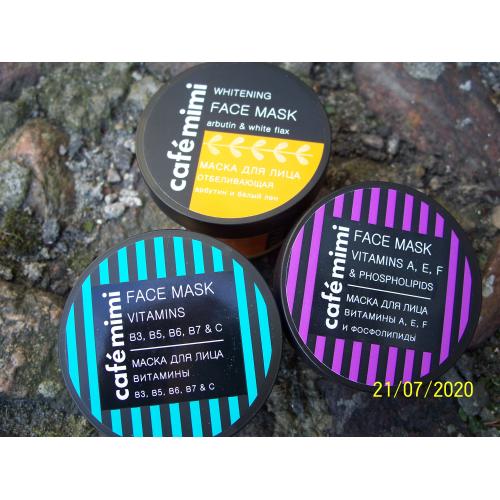 café mimi
WHITENING
FACE MASK
arbutin & white flax
МАСКА ДЛЯ ЛИЦА
ОТБЕЛИВАЮЩАЯ
арбутин и белый лен
café mimi
FACE MASK
VITAMINS A, E, F
& PHOSPHOLIPIDS
МАСКА ДЛЯ ЛИЦА
ВИТАМИНЫ A, E, F
И ФОСФОЛИПИДЫ
café mimi
FACE MASK
VITAMINS
B3, B5, B6, B7 & C
МАСКА ДЛЯ ЛИЦА
ВИТАМИНЫ
B3, B5, B6, B7 & C
21/07/2020